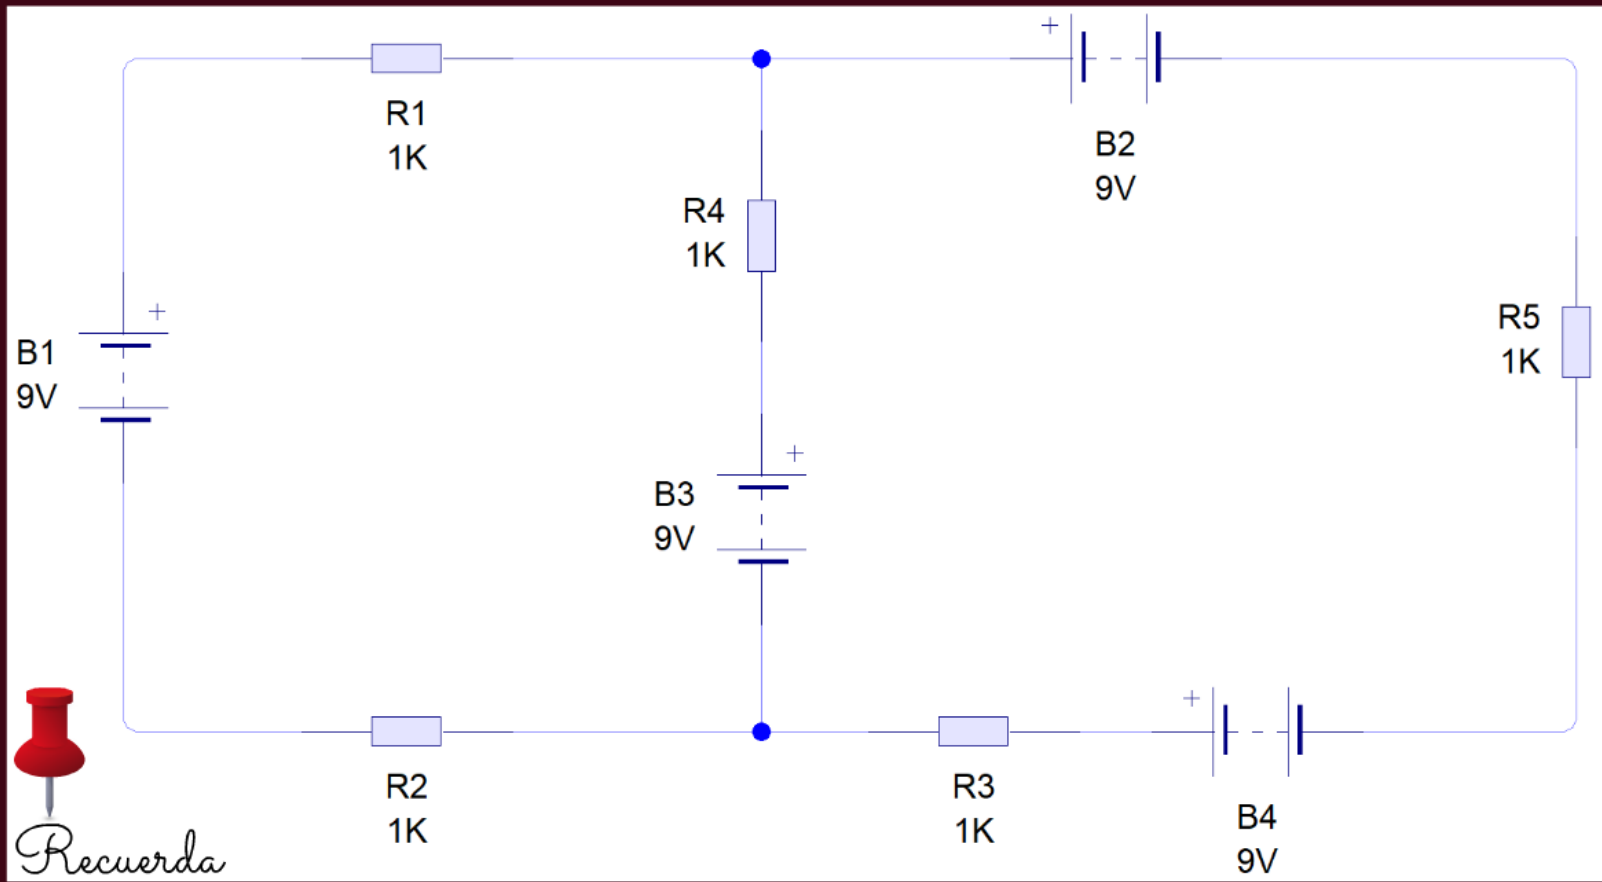 +
B2
9V
R1
1K
R4
1K
+
B1
9V
R5
1K
+
B3
9V
+
R2
1K
R3
1K
B4
9V
Recuerda